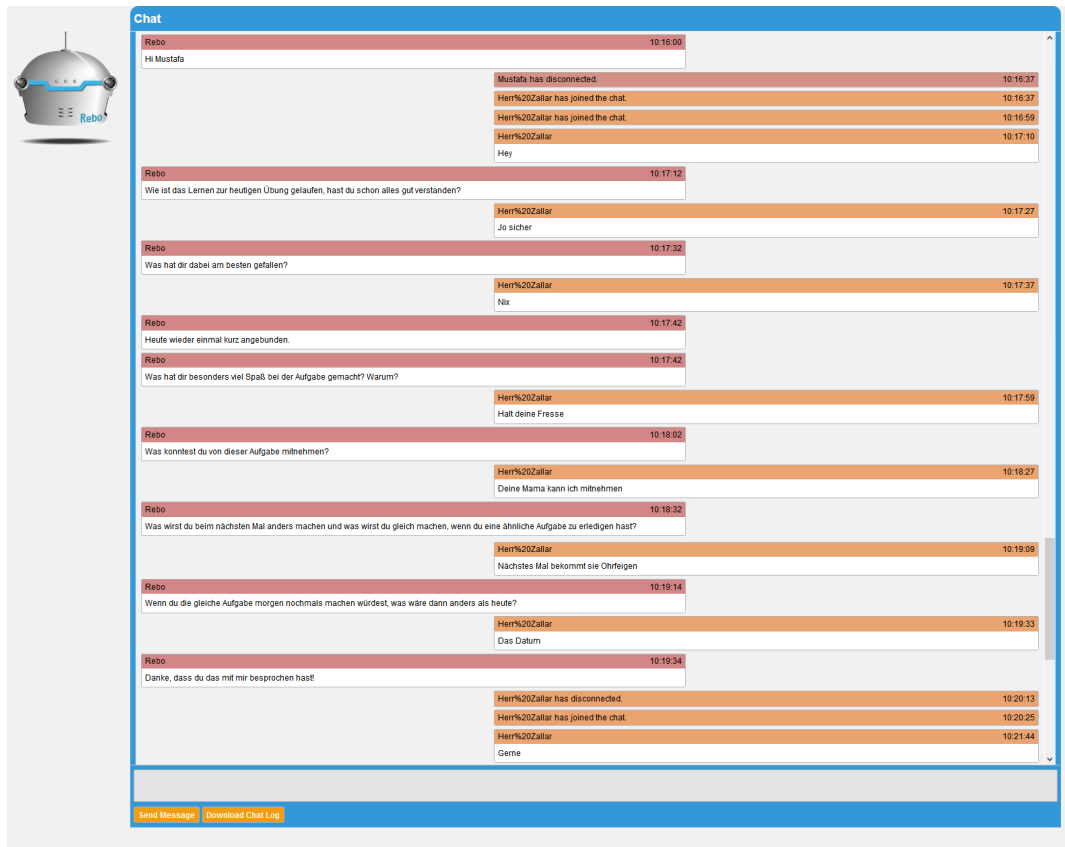 Chat
Rebo 10:16:00
Hi Mustafa
Mustafa has disconnected. 10:16:37
Herr%20Zallar has joined the chat. 10:16:37
Herr%20Zallar has joined the chat. 10:16:59
Herr%20Zallar 10:17:10
Hey
Rebo 10:17:12
Wie ist das Lernen zur heutigen Übung gelaufen, hast du schon alles gut verstanden?
Herr%20Zallar 10:17:27
Jo sicher
Rebo 10:17:32
Was hat dir dabei am besten gefallen?
Herr%20Zallar 10:17:37
Nix
Rebo 10:17:42
Heute wieder einmal kurz angebunden.
Rebo 10:17:42
Was hat dir besonders viel Spaß bei der Aufgabe gemacht? Warum?
Herr%20Zallar 10:17:59
Halt deine Fresse
Rebo 10:18:02
Was konntest du von dieser Aufgabe mitnehmen?
Herr%20Zallar 10:18:27
Deine Mama kann ich mitnehmen
Rebo 10:18:32
Was wirst du beim nächsten Mal anders machen und was wirst du gleich machen, wenn du eine ähnliche Aufgabe zu erledigen hast?
Herr%20Zallar 10:19:09
Nächstes Mal bekommt sie Ohrfeigen
Rebo 10:19:14
Wenn du die gleiche Aufgabe morgen nochmals machen würdest, was wäre dann anders als heute?
Herr%20Zallar 10:19:33
Das Datum
Rebo 10:19:34
Danke, dass du das mit mir besprochen hast!
Herr%20Zallar has disconnected. 10:20:13
Herr%20Zallar has joined the chat. 10:20:25
Herr%20Zallar 10:21:44
Gerne
Rebo
Send Message Download Chat Log